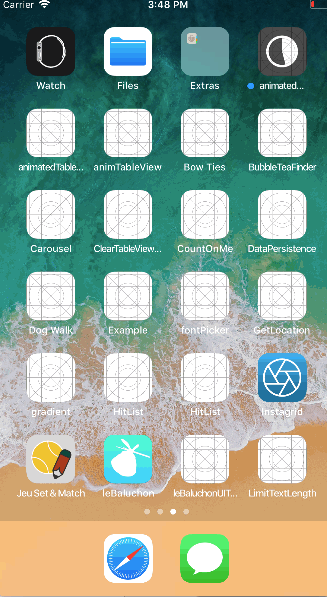 Carrier 3:48 PM
Watch Files Extras animated...
animatedTable... animTableView Bow Ties BubbleTeaFinder
Carousel ClearTableView... CountOnMe DataPersistence
Dog Walk Example fontPicker GetLocation
gradient HitList HitList Instagrid
Jeu Set & Match leBaluchon leBaluchonUIT... LimitTextLength